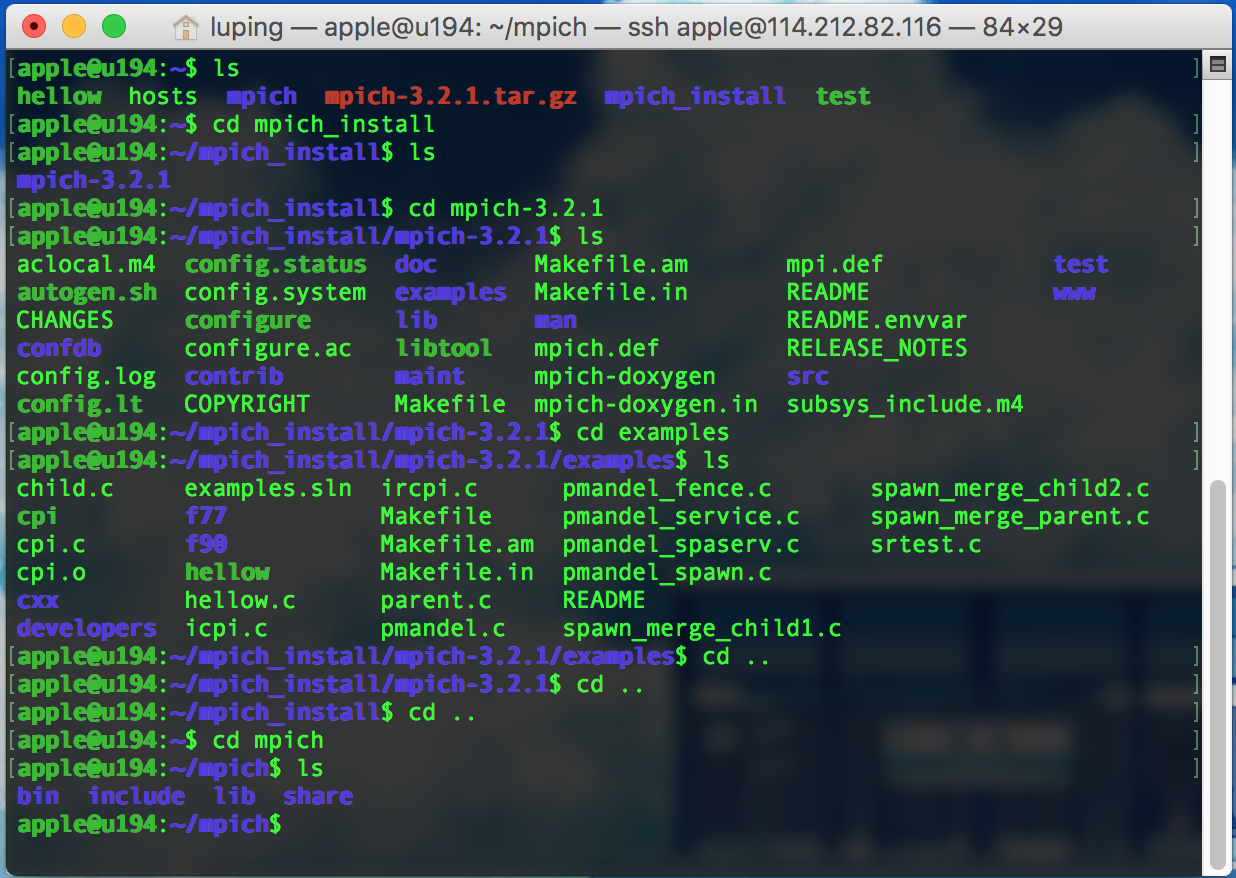 luping — apple@u194: ~/mpich — ssh apple@114.212.82.116 — 84×29
[apple@u194:~$ ls ]
hellow hosts mpich mpich-3.2.1.tar.gz mpich_install test
[apple@u194:~$ cd mpich_install ]
[apple@u194:~/mpich_install$ ls ]
mpich-3.2.1
[apple@u194:~/mpich_install$ cd mpich-3.2.1 ]
[apple@u194:~/mpich_install/mpich-3.2.1$ ls ]
aclocal.m4 config.status doc Makefile.am mpi.def test
autogen.sh config.system examples Makefile.in README www
CHANGES configure lib man README.envvar
confdb configure.ac libtool mpich.def RELEASE_NOTES
config.log contrib maint mpich-doxygen src
config.lt COPYRIGHT Makefile mpich-doxygen.in subsys_include.m4
[apple@u194:~/mpich_install/mpich-3.2.1$ cd examples ]
[apple@u194:~/mpich_install/mpich-3.2.1/examples$ ls ]
child.c examples.sln ircpi.c pmandel_fence.c spawn_merge_child2.c
cpi f77 Makefile pmandel_service.c spawn_merge_parent.c
cpi.c f90 Makefile.am pmandel_spaserv.c srtest.c
cpi.o hellow Makefile.in pmandel_spawn.c
cxx hellow.c parent.c README
developers icpi.c pmandel.c spawn_merge_child1.c
[apple@u194:~/mpich_install/mpich-3.2.1/examples$ cd .. ]
[apple@u194:~/mpich_install/mpich-3.2.1$ cd .. ]
[apple@u194:~/mpich_install$ cd .. ]
[apple@u194:~$ cd mpich ]
[apple@u194:~/mpich$ ls ]
bin include lib share
apple@u194:~/mpich$